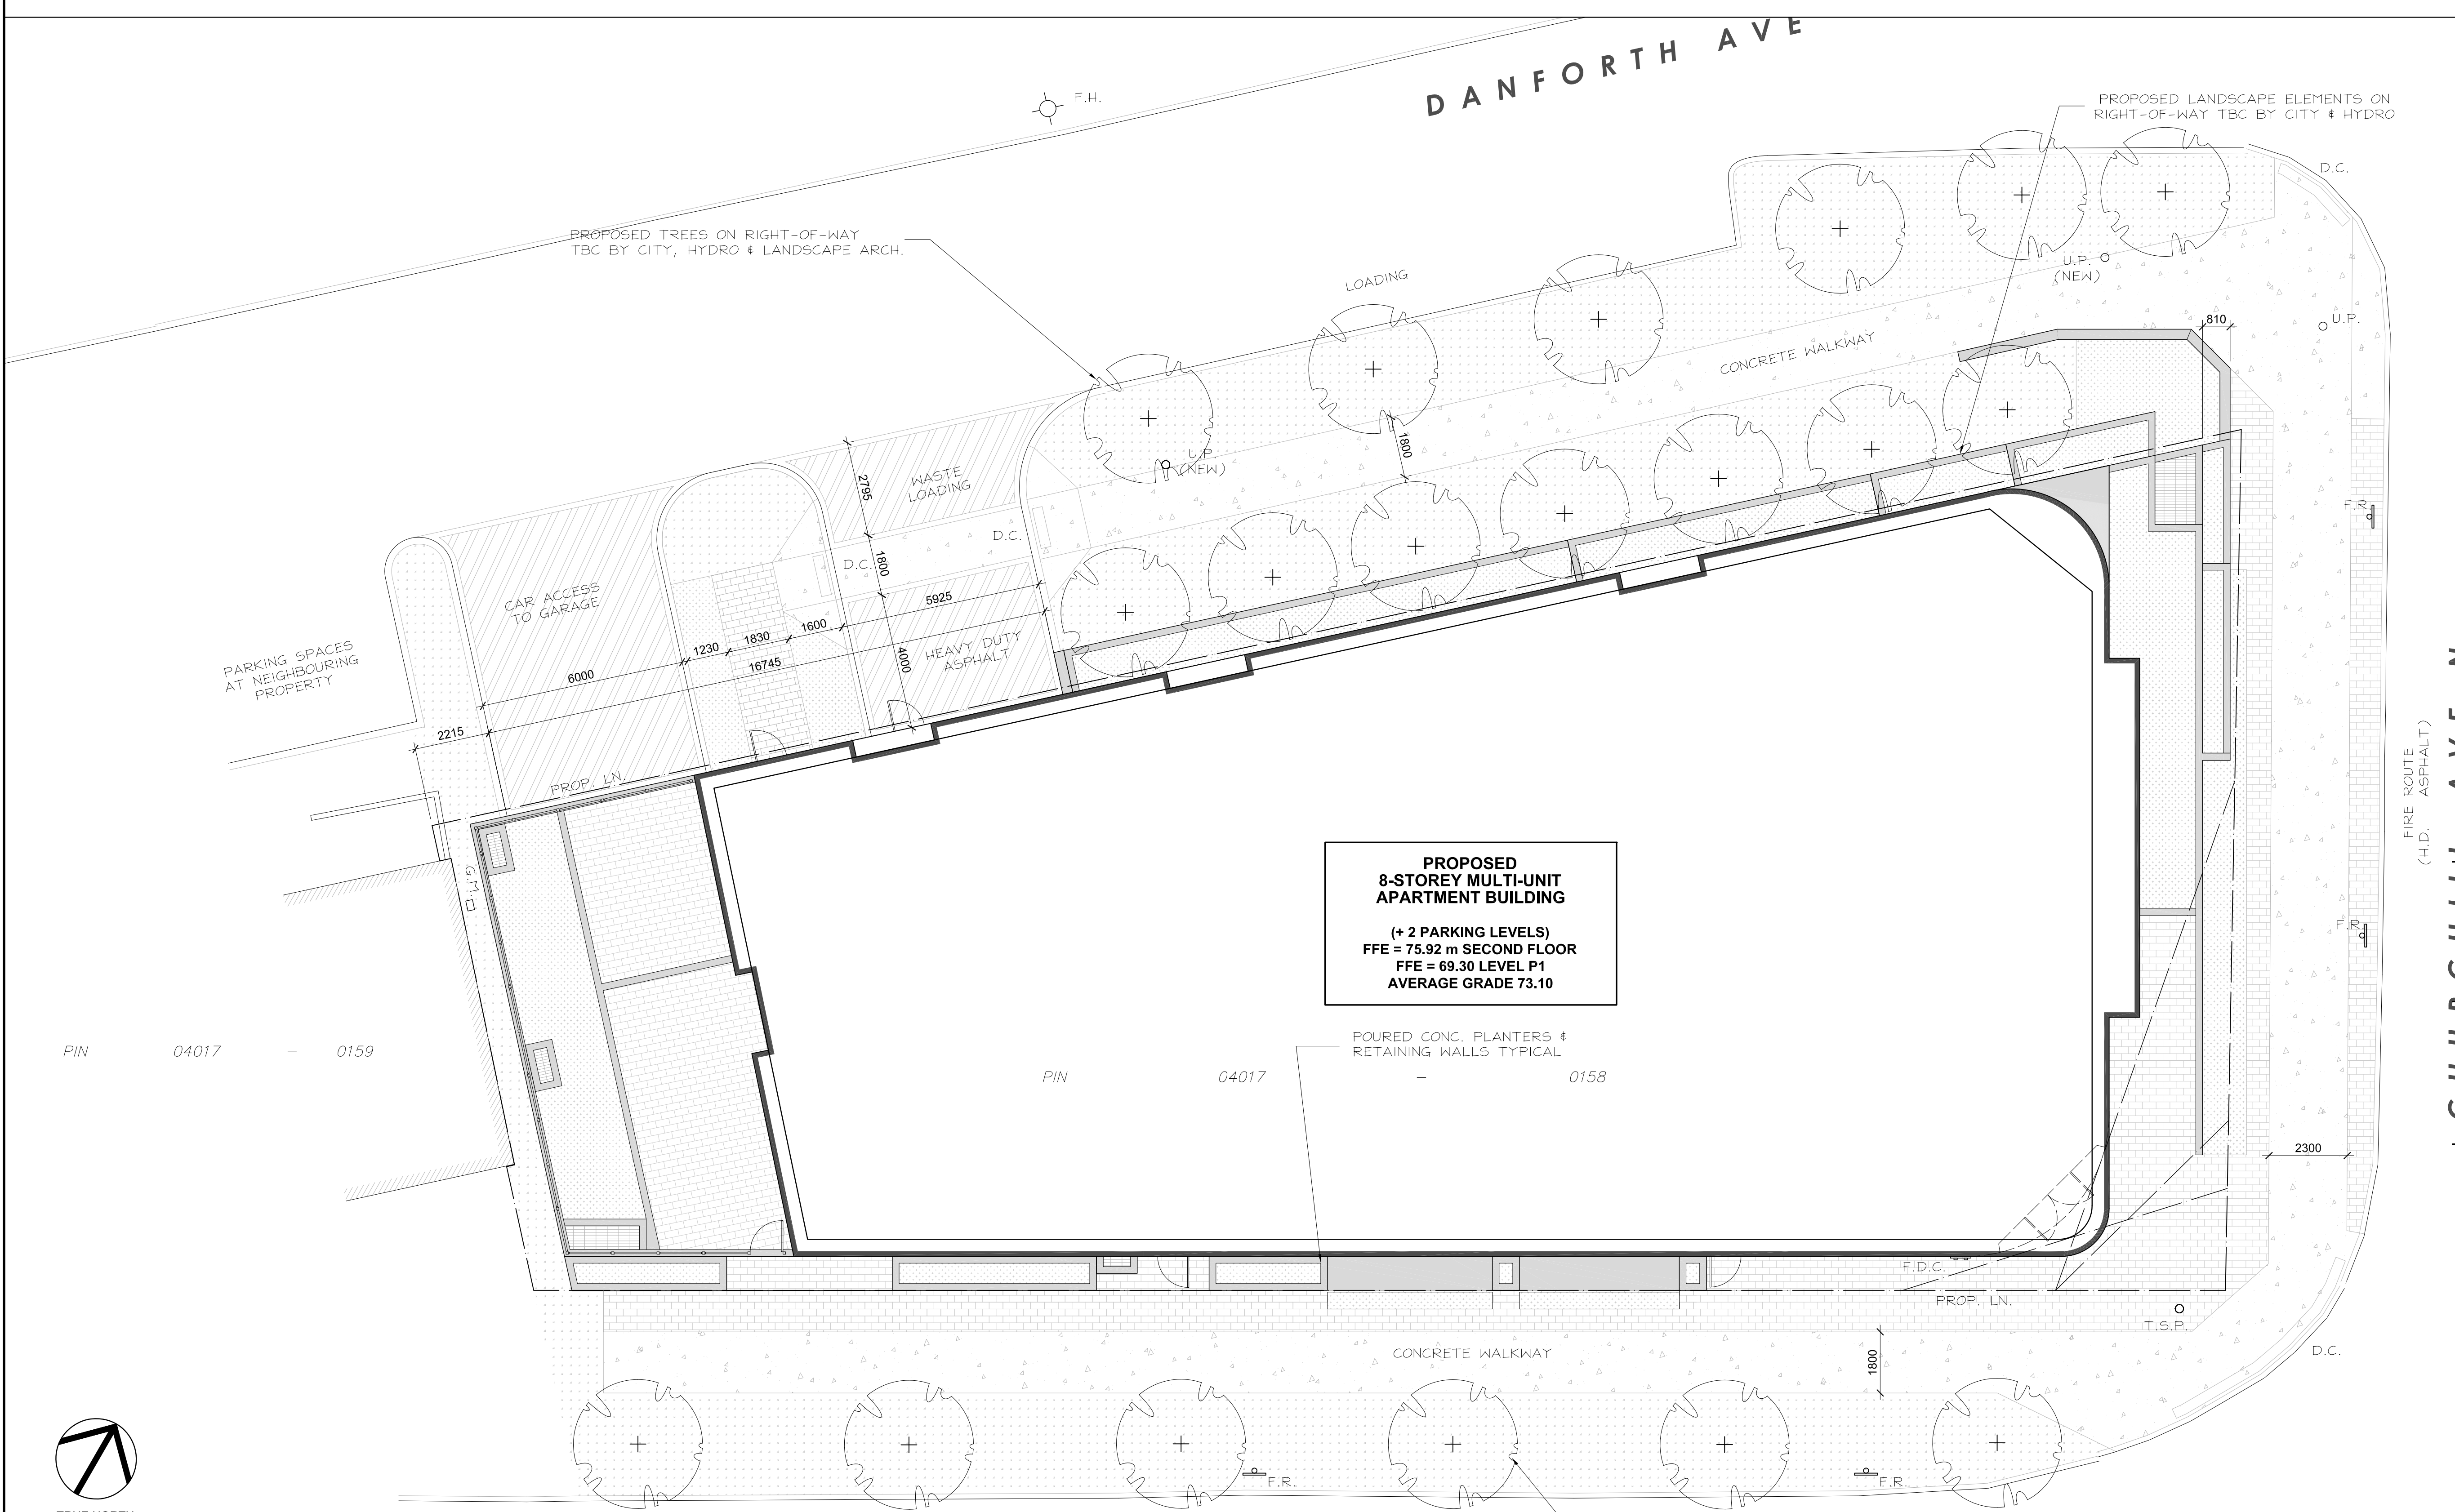 DANFORTH AVE
F.H.
PROPOSED LANDSCAPE ELEMENTS ON
RIGHT-OF-WAY TBC BY CITY & HYDRO
D.C.
PROPOSED TREES ON RIGHT-OF-WAY
TBC BY CITY, HYDRO & LANDSCAPE ARCH.
LOADING
U.P.
(NEW)
U.P.
810
CONCRETE WALKWAY
1800
U.P.
(NEW)
WASTE
LOADING
2795
D.C.
D.C.
1800
F.R.
CAR ACCESS
TO GARAGE
5925
1600
1830
1230
16745
6000
4000
HEAVY DUTY
ASPHALT
PARKING SPACES
AT NEIGHBOURING
PROPERTY
2215
PROP. LN.
FIRE ROUTE
(H.D. ASPHALT)
G.M.
PROPOSED
8-STOREY MULTI-UNIT
APARTMENT BUILDING
(+ 2 PARKING LEVELS)
FFE = 75.92 m SECOND FLOOR
FFE = 69.30 LEVEL P1
AVERAGE GRADE 73.10
F.R.
POURED CONC. PLANTERS &
RETAINING WALLS TYPICAL
PIN 04017 - 0159
PIN 04017 - 0158
2300
F.D.C.
PROP. LN.
T.S.P.
CONCRETE WALKWAY
1800
D.C.
F.R.
F.R.